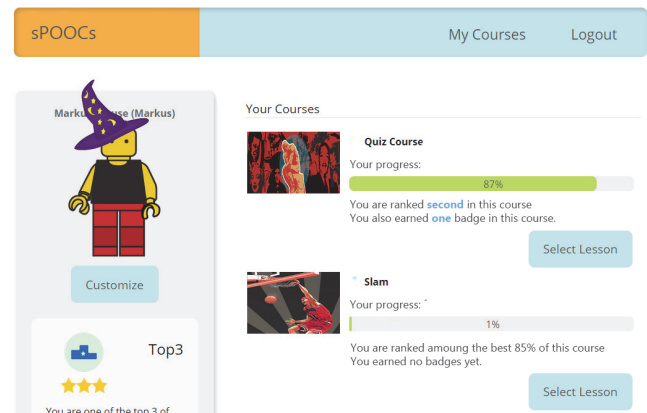 sPOOCs
My Courses
Logout
(Markus)
Customize
Top3
You are one of the top 3 of
Your Courses
Quiz Course
Your progress:
87%
You are ranked second in this course
You also earned one badge in this course.
Select Lesson
Slam
Your progress:
1%
You are ranked amoung the best 85% of this course
You earned no badges yet.
Select Lesson